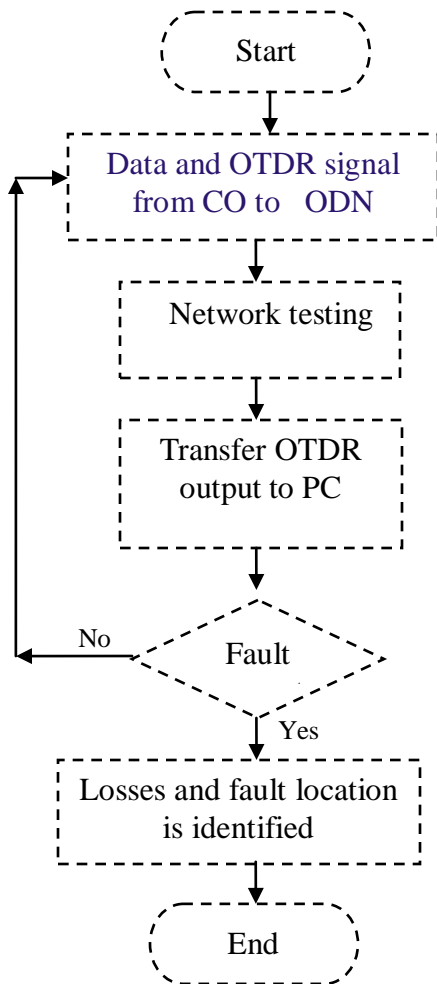 Start
Data and OTDR signal
from CO to ODN
Network testing
Transfer OTDR
output to PC
No
Fault
Yes
Losses and fault location
is identified
End